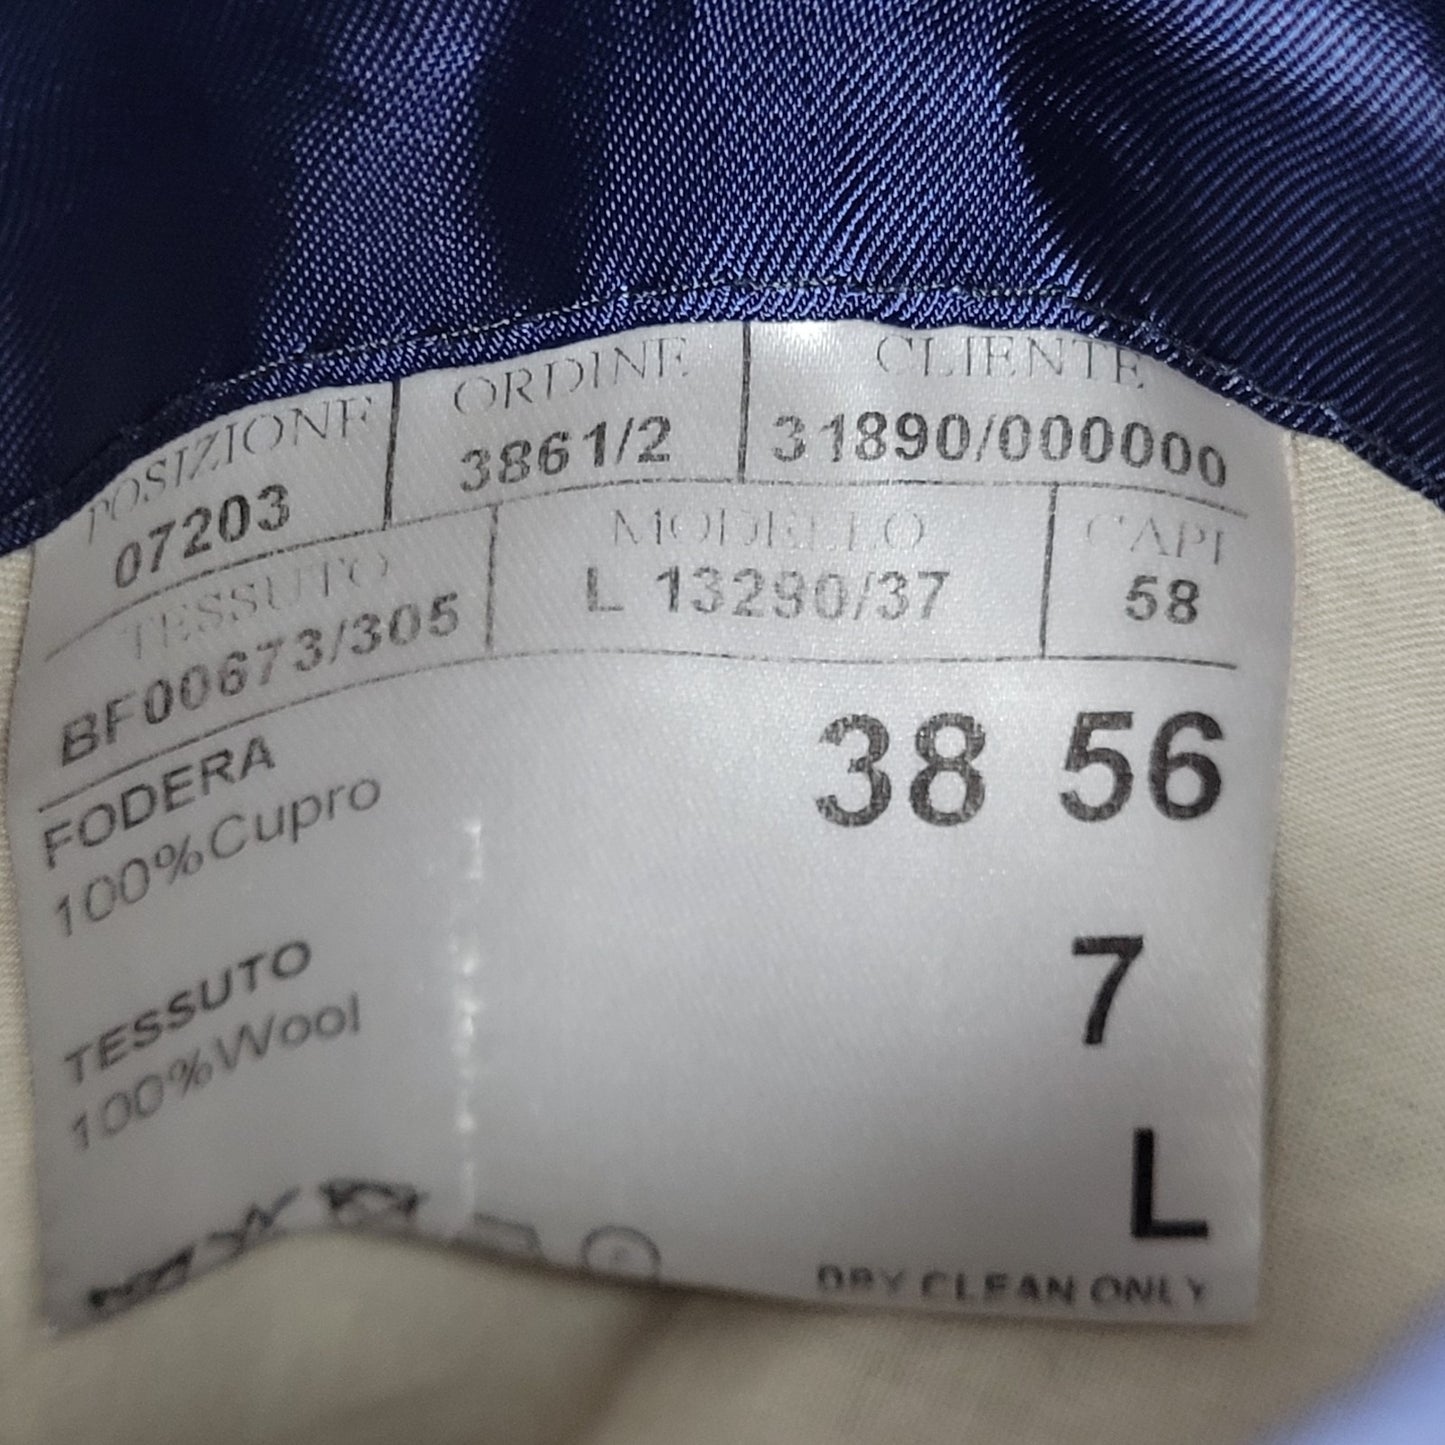 POSIZIONE ORDINE CLIENTE
07203 3861/2 31890/000000
TESSUTO MODELLO CAPI
BF00673/305 L 13290/37 58
FODERA
100%Cupro
38 56
TESSUTO
100%Wool
7
L
DRY CLEAN ONLY